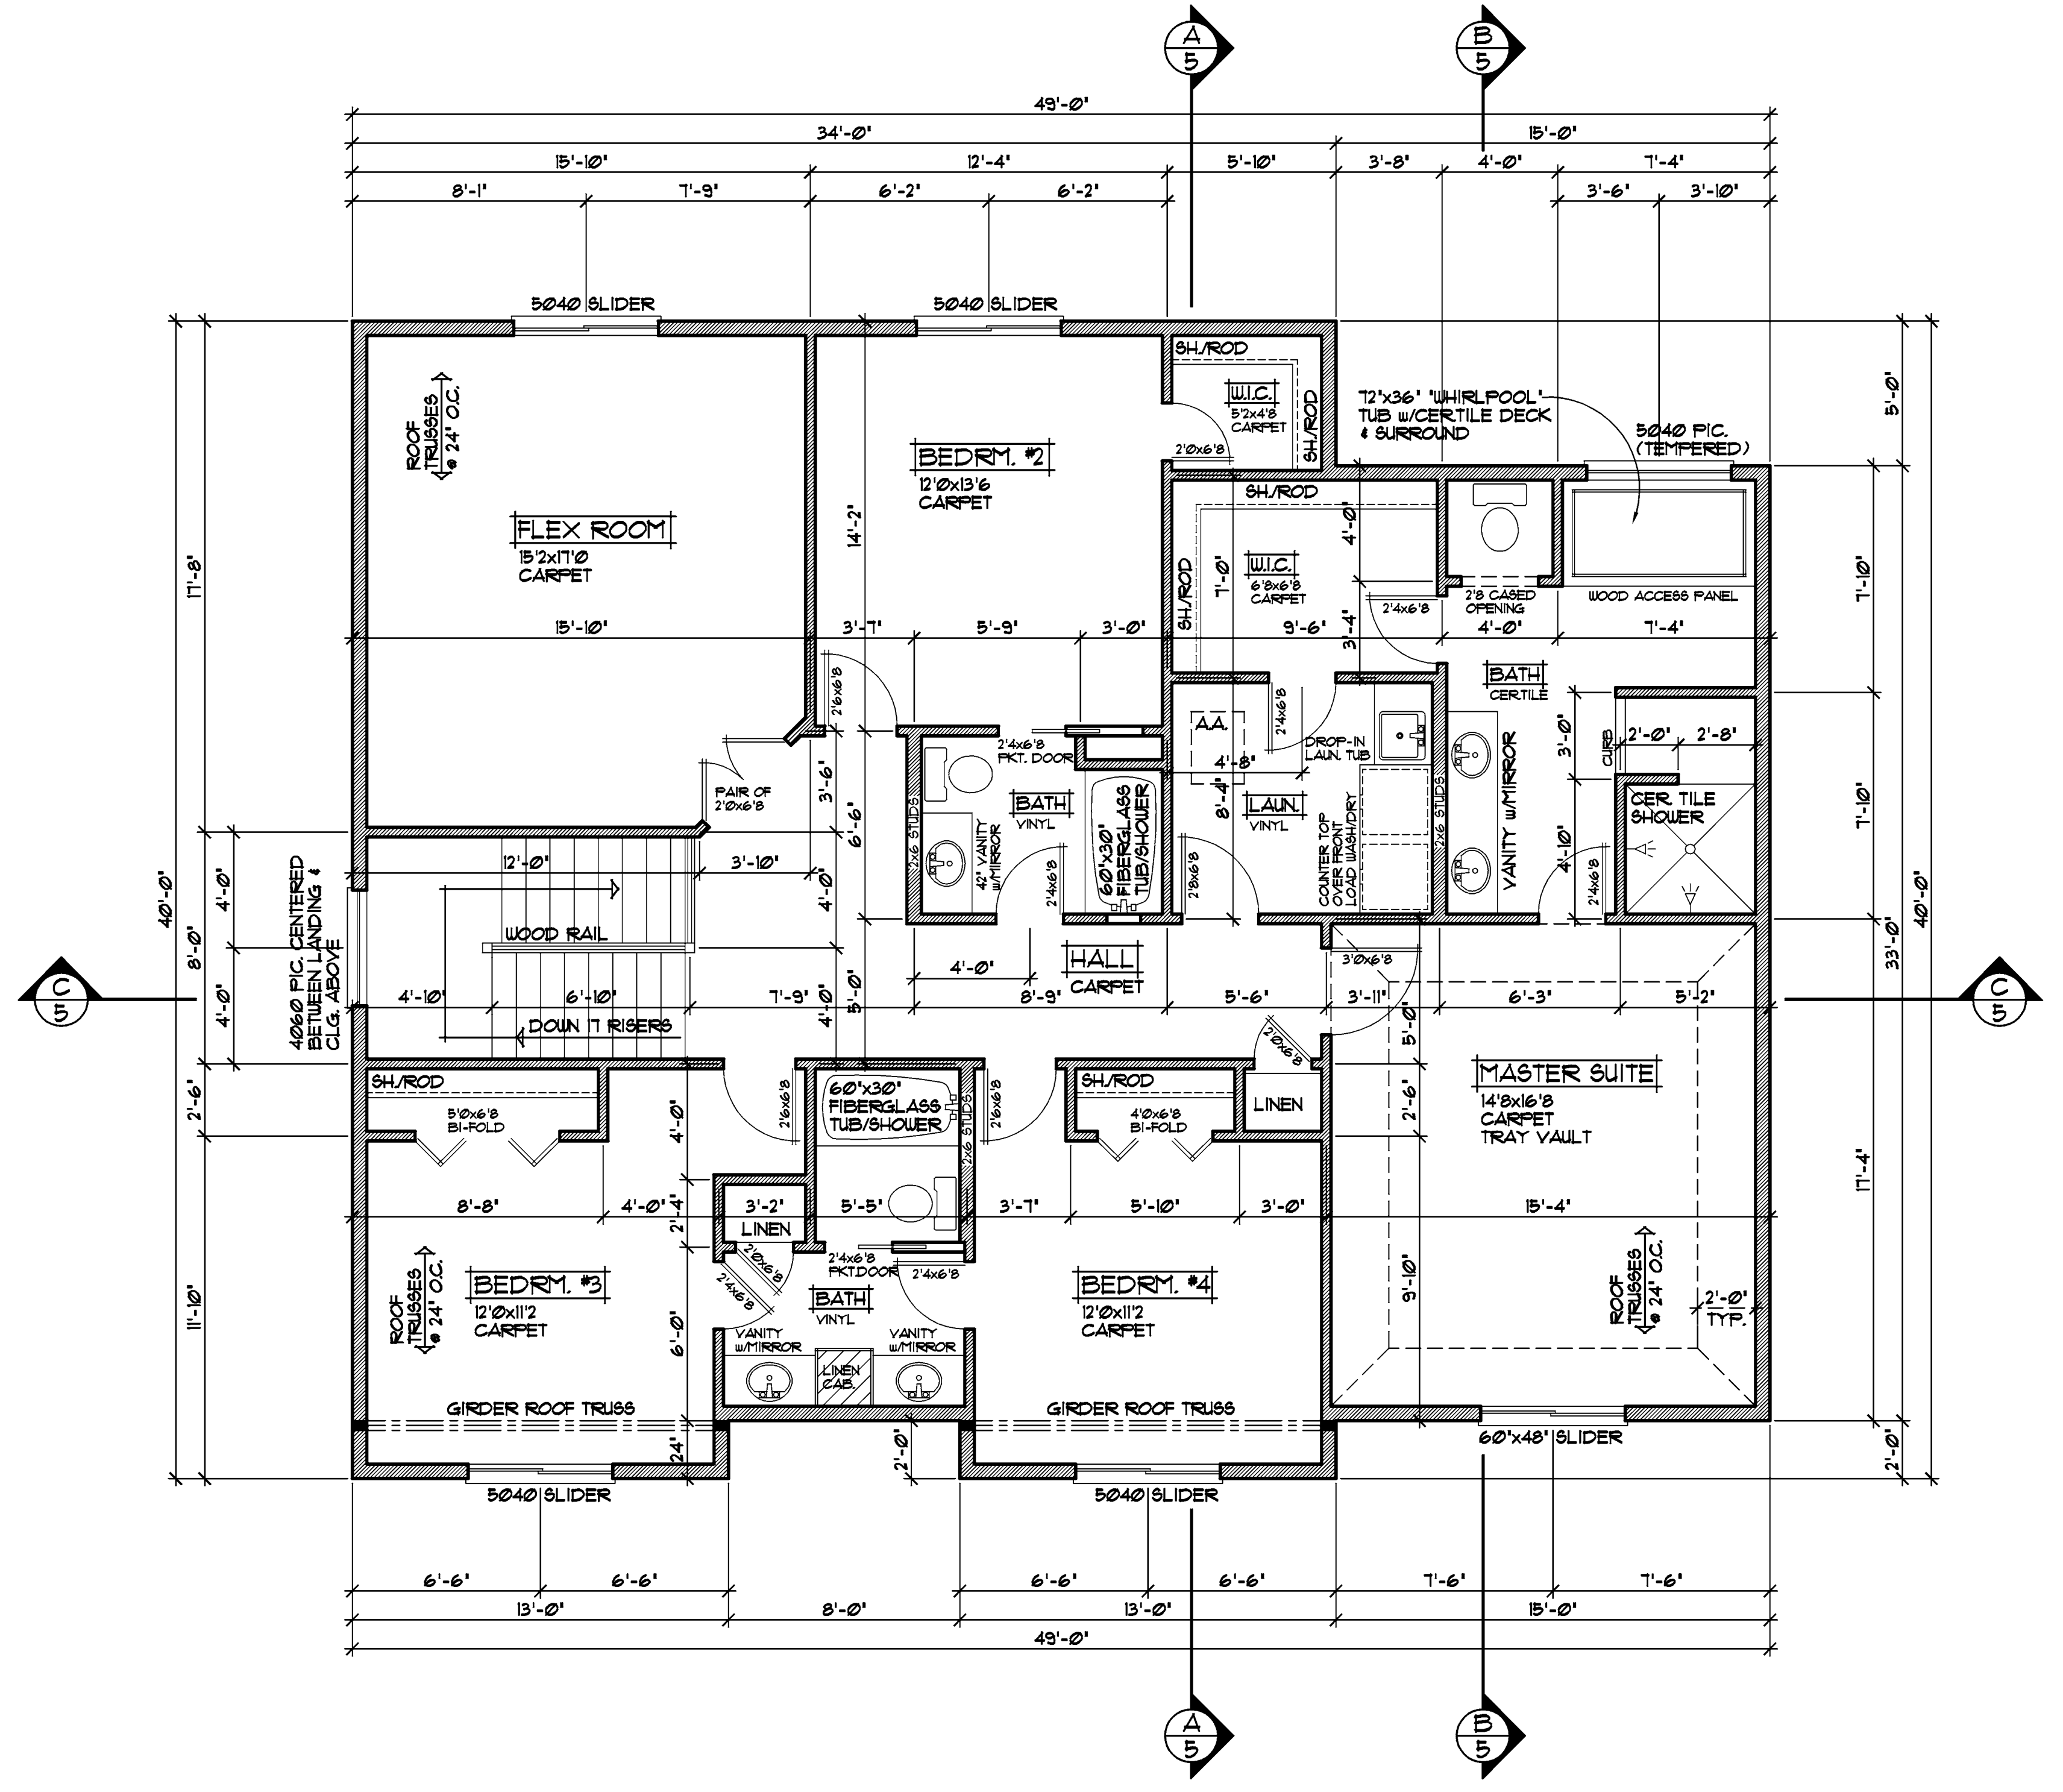 A
5
B
5
49'-0"
34'-0"
15'-0"
15'-10"
12'-4"
5'-10"
3'-8"
4'-0"
7'-4"
8'-1"
7'-9"
6'-2"
6'-2"
3'-6"
3'-10"
5040 SLIDER
5040 SLIDER
SH./ROD
W.I.C.
5'2x4'8
CARPET
SH./ROD
2'0x6'8
72"x36" "WHIRLPOOL"
TUB w/CERTILE DECK
& SURROUND
5040 PIC.
(TEMPERED)
5'-0"
ROOF
TRUSSES
@ 24" O.C.
BEDRM. #2
12'0x13'6
CARPET
FLEX ROOM
15'2x17'0
CARPET
14'-2"
17'-8"
SH./ROD
SH./ROD
7'-0"
W.I.C.
6'8x6'8
CARPET
4'-0"
3'-4"
2'4x6'8
2'8 CASED
OPENING
WOOD ACCESS PANEL
7'-10"
15'-10"
3'-7"
5'-9"
3'-0"
9'-6"
4'-0"
7'-4"
2'6x6'8
BATH
CERTILE
2'4x6'8
PKT. DOOR
A.A.
2'4x6'8
DROP-IN
LAUN. TUB
4'-8"
8'-4"
CURB
3'-0"
2'-0"
2'-8"
PAIR OF
2'0x6'8
3'-6"
6'-6"
2x6 STUDS
BATH
VINYL
42" VANITY
w/MIRROR
2'4x6'8
60"x30"
FIBERGLASS
TUB/SHOWER
LAUN.
VINYL
2'8x6'8
COUNTER TOP
OVER FRONT
LOAD WASH/DRY
2x6 STUDS
VANITY w/MIRROR
4'-10"
2'4x6'8
CER TILE
SHOWER
7'-10"
12'-0"
3'-10"
4'-0"
40'-0"
8'-0"
4'-0"
4'-0"
4060 PIC. CENTERED
BETWEEN LANDING &
CLG. ABOVE
WOOD RAIL
HALL
CARPET
4'-0"
3'0x6'8
40'-0"
33'-0"
C
5
C
5
4'-10"
6'-10"
7'-9"
8'-9"
5'-6"
3'-11"
6'-3"
5'-2"
4'-0"
5'-0"
DOWN 17 RISERS
2'0x6'8
5'-0"
SH./ROD
5'0x6'8
BI-FOLD
2'-6"
4'-0"
2'6x6'8
60"x30"
FIBERGLASS
TUB/SHOWER
2x6 STUDS
2'6x6'8
SH./ROD
4'0x6'8
BI-FOLD
LINEN
2'-6"
MASTER SUITE
14'8x16'8
CARPET
TRAY VAULT
17'-4"
8'-8"
4'-0"
3'-2"
5'-5"
3'-7"
5'-10"
3'-0"
15'-4"
LINEN
2'-4"
2'0x6'8
2'4x6'8
2'4x6'8
PKT.DOOR
2'4x6'8
ROOF
TRUSSES
@ 24" O.C.
BEDRM. #3
12'0x11'2
CARPET
BATH
VINYL
BEDRM. #4
12'0x11'2
CARPET
9'-10"
ROOF
TRUSSES
@ 24" O.C.
2'-0"
TYP.
11'-10"
6'-0"
VANITY
w/MIRROR
VANITY
w/MIRROR
LINEN
CAB.
GIRDER ROOF TRUSS
GIRDER ROOF TRUSS
24"
2'-0"
60"x48" SLIDER
2'-0"
5040 SLIDER
5040 SLIDER
6'-6"
6'-6"
6'-6"
6'-6"
7'-6"
7'-6"
13'-0"
8'-0"
13'-0"
15'-0"
49'-0"
A
5
B
5